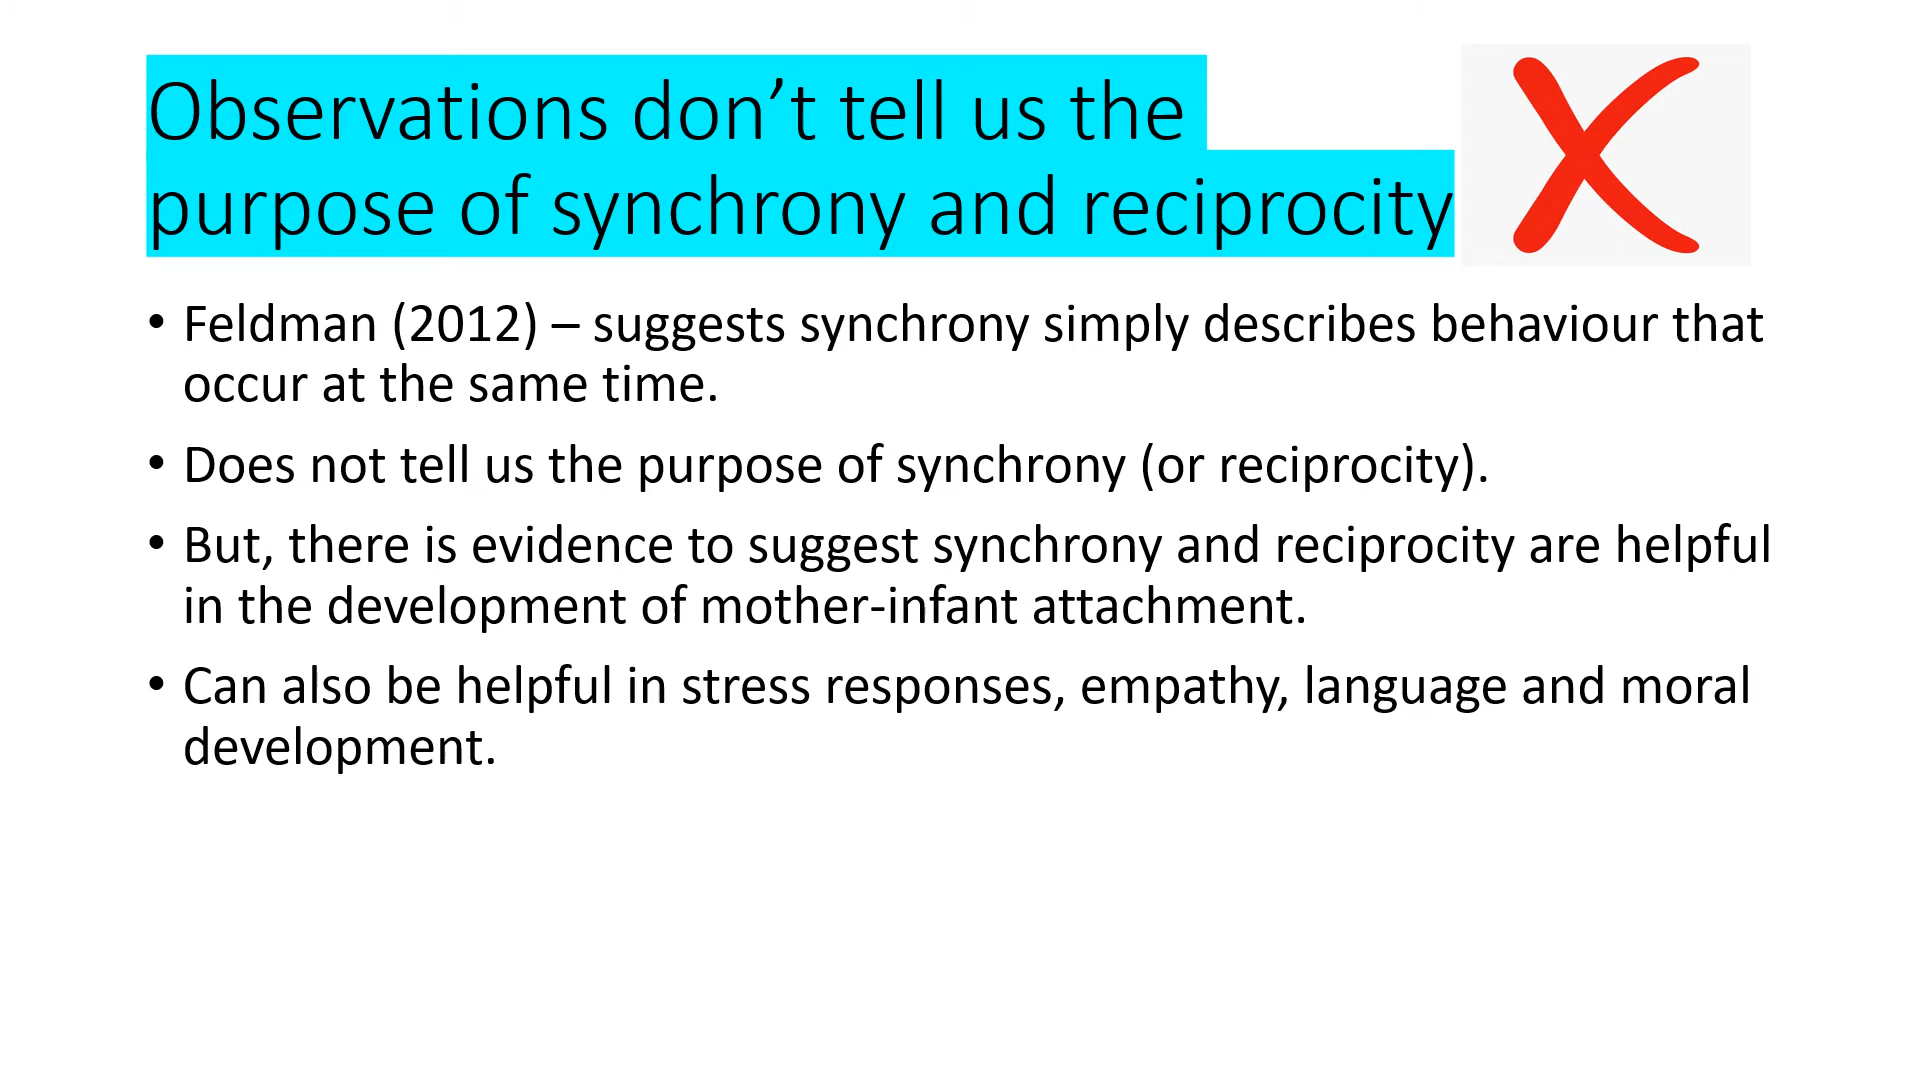 Observations don’t tell us the
purpose of synchrony and reciprocity
• Feldman (2012) – suggests synchrony simply describes behaviour that
occur at the same time.
• Does not tell us the purpose of synchrony (or reciprocity).
• But, there is evidence to suggest synchrony and reciprocity are helpful
in the development of mother-infant attachment.
• Can also be helpful in stress responses, empathy, language and moral
development.